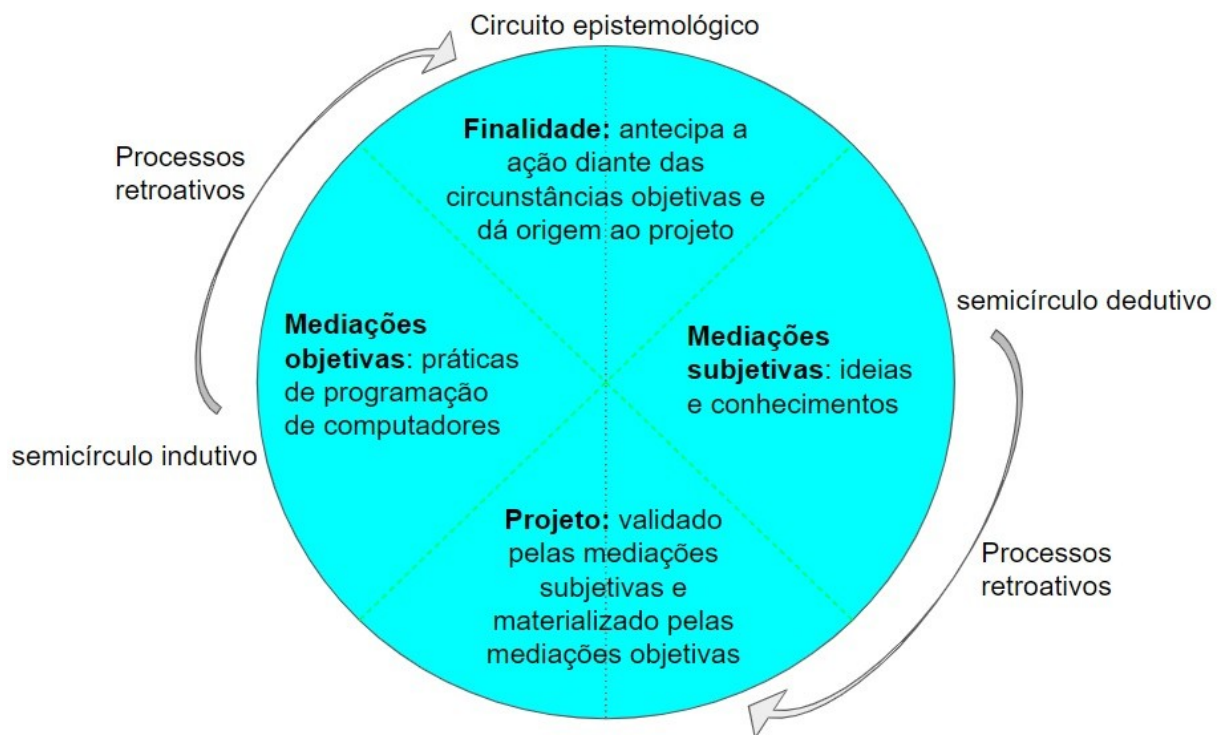 Circuito epistemológico
Finalidade: antecipa a
ação diante das
circunstâncias objetivas e
dá origem ao projeto
Processos
retroativos
semicírculo dedutivo
Mediações
objetivas: práticas
de programação
de computadores
Mediações
subjetivas: ideias
e conhecimentos
semicírculo indutivo
Projeto: validado
pelas mediações
subjetivas e
materializado pelas
mediações objetivas
Processos
retroativos